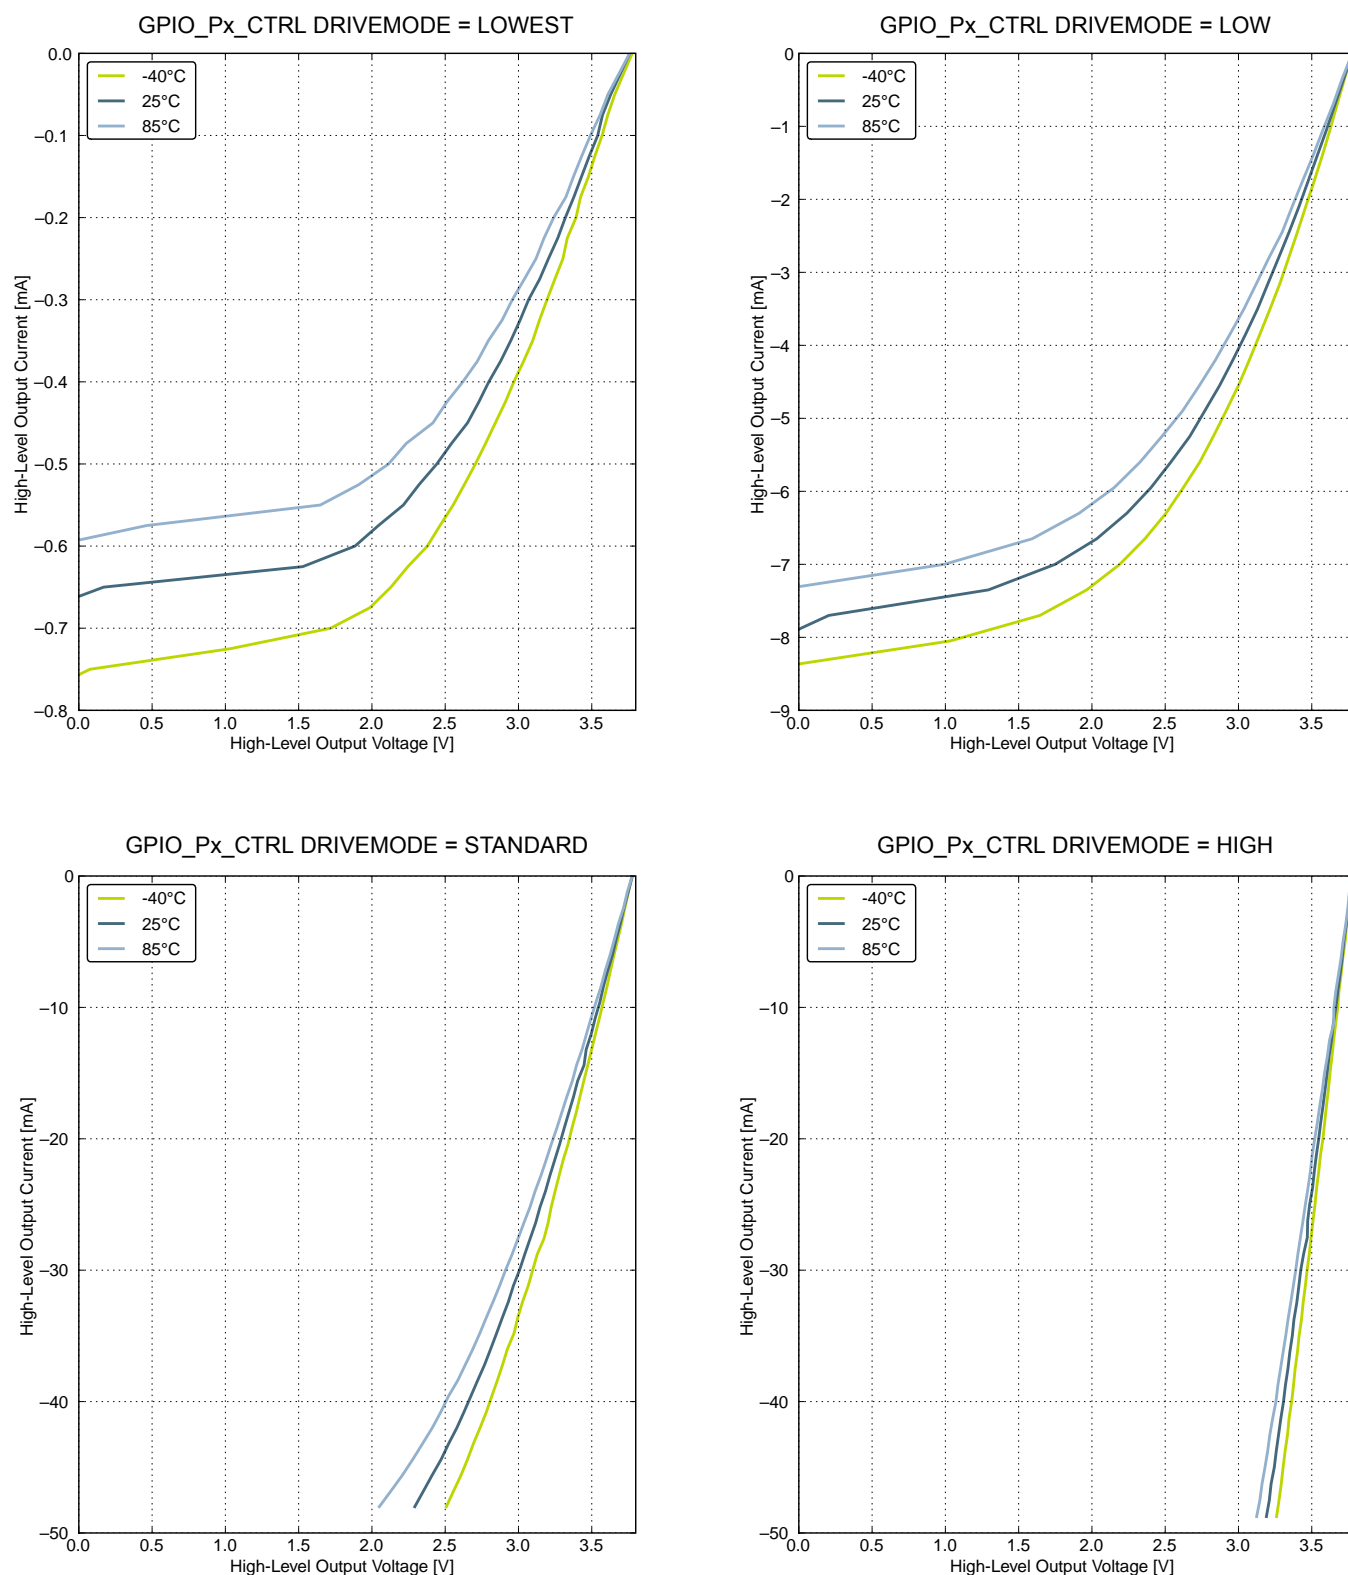 GPIO_Px_CTRL DRIVEMODE = LOWEST
0.0
–0.1
–0.2
–0.3
–0.4
–0.5
–0.6
–0.7
–0.8
High-Level Output Current [mA]
-40°C
25°C
85°C
0.0 0.5 1.0 1.5 2.0 2.5 3.0 3.5
High-Level Output Voltage [V]
GPIO_Px_CTRL DRIVEMODE = LOW
0
–1
–2
–3
–4
–5
–6
–7
–8
–9
High-Level Output Current [mA]
-40°C
25°C
85°C
0.0 0.5 1.0 1.5 2.0 2.5 3.0 3.5
High-Level Output Voltage [V]
GPIO_Px_CTRL DRIVEMODE = STANDARD
0
–10
–20
–30
–40
–50
High-Level Output Current [mA]
-40°C
25°C
85°C
0.0 0.5 1.0 1.5 2.0 2.5 3.0 3.5
High-Level Output Voltage [V]
GPIO_Px_CTRL DRIVEMODE = HIGH
0
–10
–20
–30
–40
–50
High-Level Output Current [mA]
-40°C
25°C
85°C
0.0 0.5 1.0 1.5 2.0 2.5 3.0 3.5
High-Level Output Voltage [V]